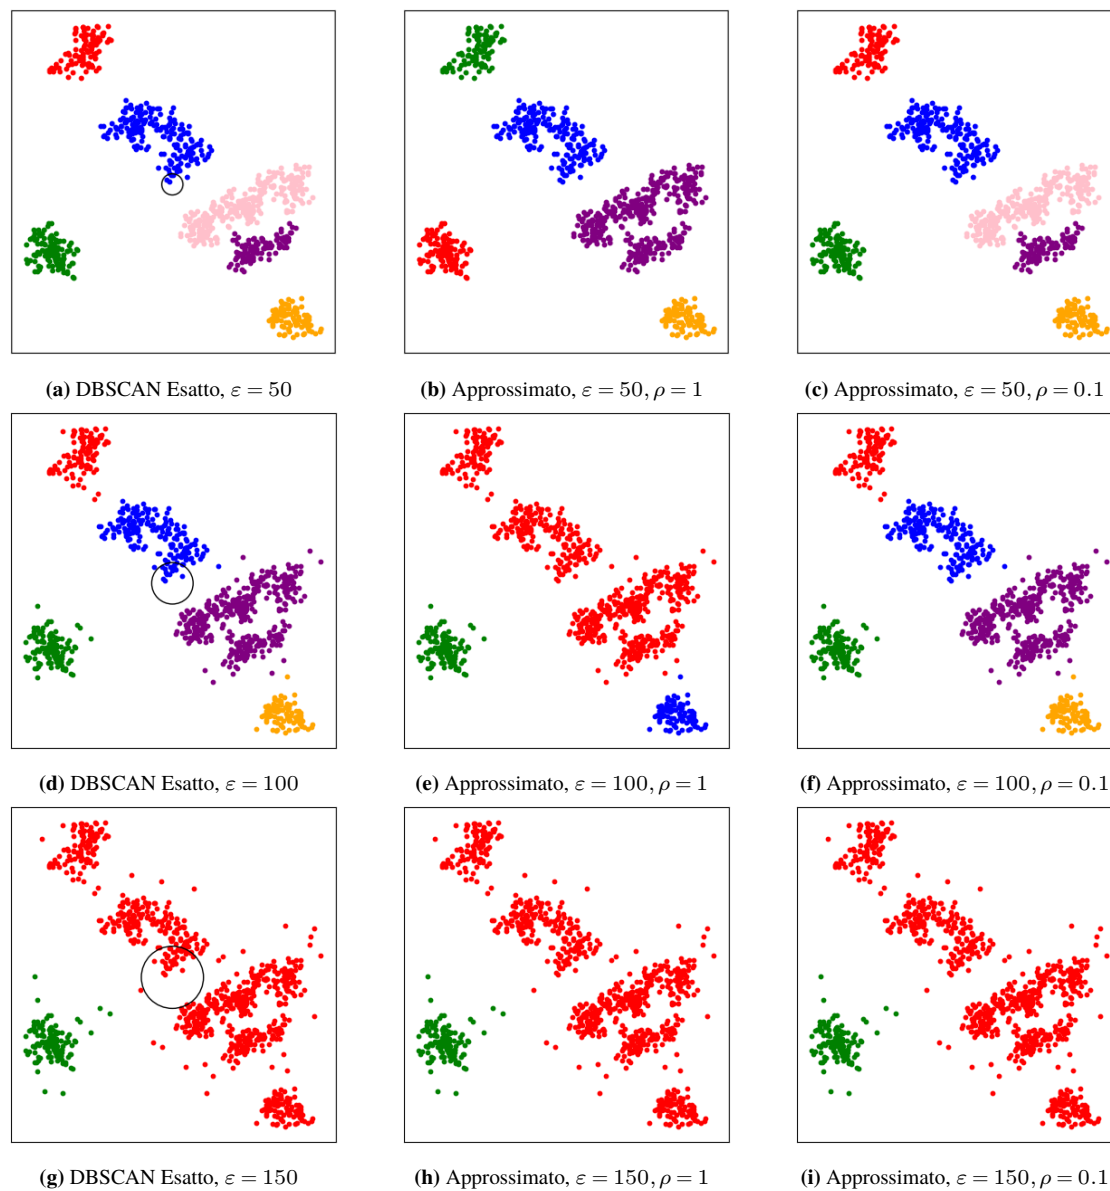 (a) DBSCAN Esatto, ε = 50
(b) Approssimato, ε = 50, ρ = 1
(c) Approssimato, ε = 50, ρ = 0.1
(d) DBSCAN Esatto, ε = 100
(e) Approssimato, ε = 100, ρ = 1
(f) Approssimato, ε = 100, ρ = 0.1
(g) DBSCAN Esatto, ε = 150
(h) Approssimato, ε = 150, ρ = 1
(i) Approssimato, ε = 150, ρ = 0.1